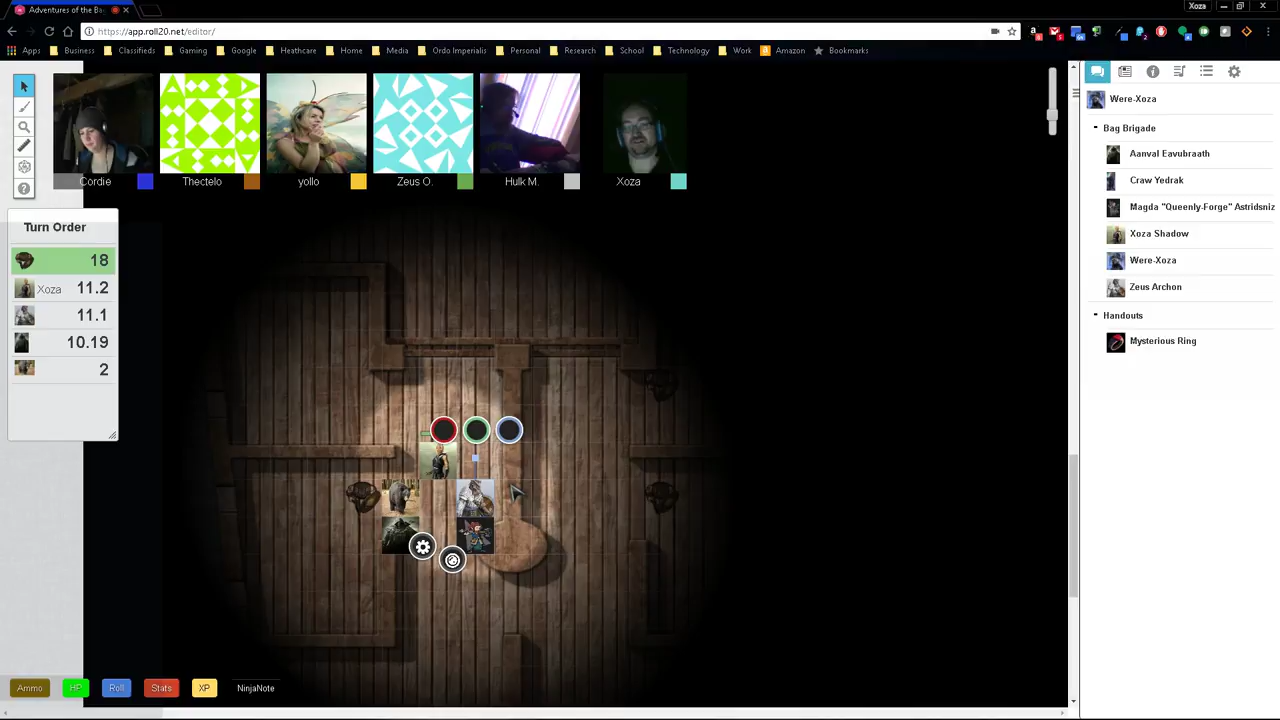 Adventures of the Ba
Xoza
https://app.roll20.net/editor/
Apps Business Classifieds Gaming Google Heathcare Home Media Ordo Imperialis Personal Research School Technology Work Amazon Bookmarks
Cordie Thectelo yollo Zeus O. Hulk M. Xoza
Turn Order
18
Xoza 11.2
11.1
10.19
2
Ammo HP Roll Stats XP NinjaNote
Were-Xoza
Bag Brigade
Aanval Eavubraath
Craw Yedrak
Magda "Queenly-Forge" Astridsniz
Xoza Shadow
Were-Xoza
Zeus Archon
Handouts
Mysterious Ring